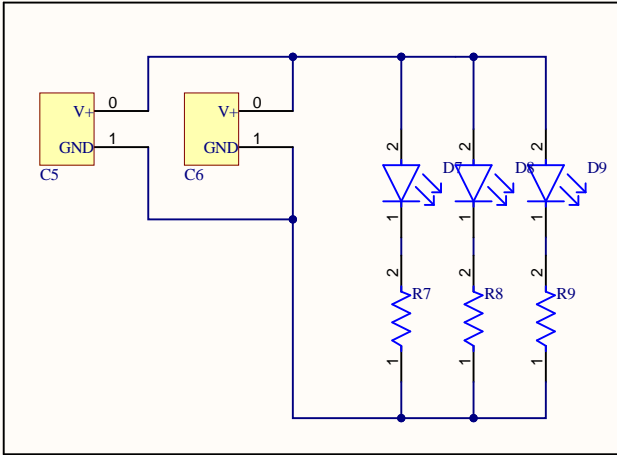 V+ 0
GND 1
C5
V+ 0
GND 1
C6
2 2 2
D7 D8 D9
1 1 1
2 2 2
R7 R8 R9
1 1 1